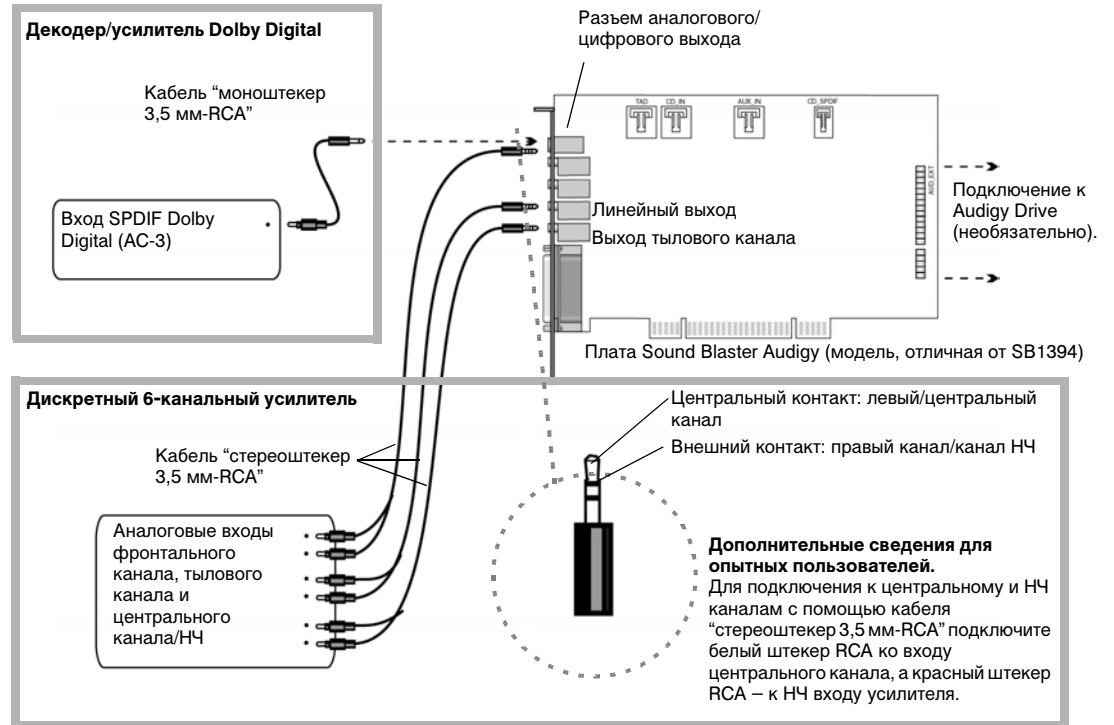 Декодер/усилитель Dolby Digital
Кабель “моноштекер
3,5 мм-RCA”
Вход SPDIF Dolby
Digital (AC-3)
Разъем аналогового/
цифрового выхода
TAD
CD_IN
AUX_IN
CD_SPDIF
AUD_EXT
Линейный выход
Выход тылового канала
Подключение к
Audigy Drive
(необязательно).
Плата Sound Blaster Audigy (модель, отличная от SB1394)
Дискретный 6-канальный усилитель
Кабель “стереоштекер
3,5 мм-RCA”
Аналоговые входы
фронтального
канала, тылового
канала и
центрального
канала/НЧ
Центральный контакт: левый/центральный
канал
Внешний контакт: правый канал/канал НЧ
Дополнительные сведения для
опытных пользователей.
Для подключения к центральному и НЧ
каналам с помощью кабеля
“стереоштекер 3,5 мм-RCA” подключите
белый штекер RCA ко входу
центрального канала, а красный штекер
RCA – к НЧ входу усилителя.